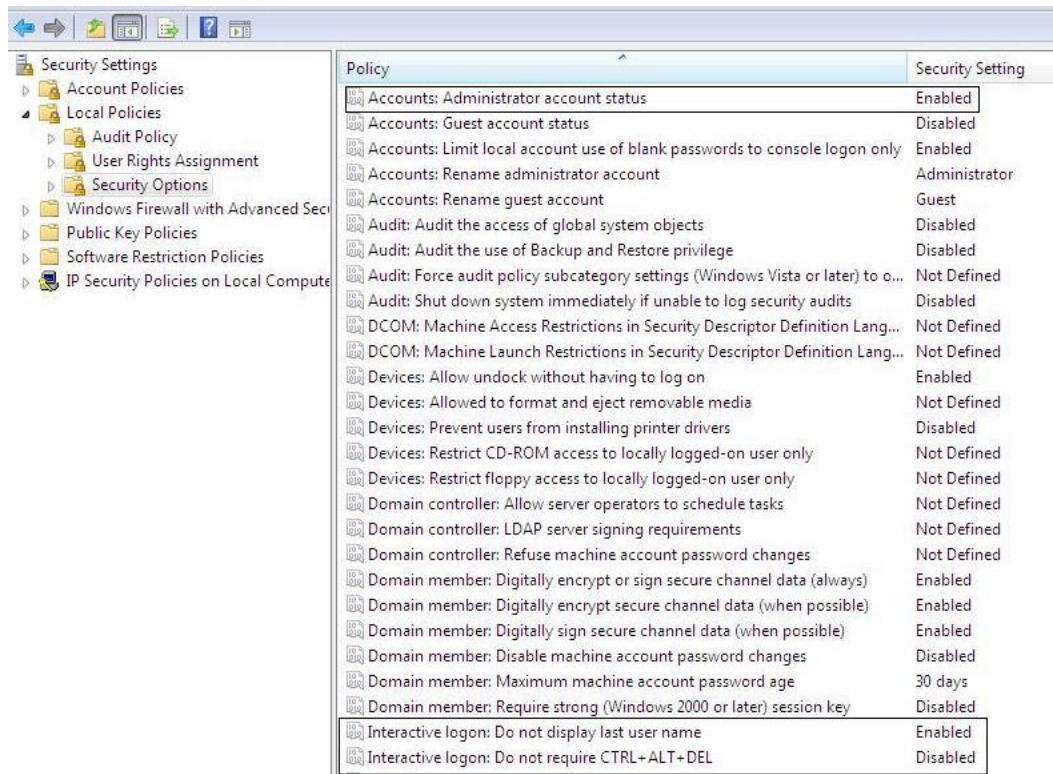 Security Settings
Account Policies
Local Policies
Audit Policy
User Rights Assignment
Security Options
Windows Firewall with Advanced Secu
Public Key Policies
Software Restriction Policies
IP Security Policies on Local Compute
Policy Security Setting
Accounts: Administrator account status Enabled
Accounts: Guest account status Disabled
Accounts: Limit local account use of blank passwords to console logon only Enabled
Accounts: Rename administrator account Administrator
Accounts: Rename guest account Guest
Audit: Audit the access of global system objects Disabled
Audit: Audit the use of Backup and Restore privilege Disabled
Audit: Force audit policy subcategory settings (Windows Vista or later) to o... Not Defined
Audit: Shut down system immediately if unable to log security audits Disabled
DCOM: Machine Access Restrictions in Security Descriptor Definition Lang... Not Defined
DCOM: Machine Launch Restrictions in Security Descriptor Definition Lang... Not Defined
Devices: Allow undock without having to log on Enabled
Devices: Allowed to format and eject removable media Not Defined
Devices: Prevent users from installing printer drivers Disabled
Devices: Restrict CD-ROM access to locally logged-on user only Not Defined
Devices: Restrict floppy access to locally logged-on user only Not Defined
Domain controller: Allow server operators to schedule tasks Not Defined
Domain controller: LDAP server signing requirements Not Defined
Domain controller: Refuse machine account password changes Not Defined
Domain member: Digitally encrypt or sign secure channel data (always) Enabled
Domain member: Digitally encrypt secure channel data (when possible) Enabled
Domain member: Digitally sign secure channel data (when possible) Enabled
Domain member: Disable machine account password changes Disabled
Domain member: Maximum machine account password age 30 days
Domain member: Require strong (Windows 2000 or later) session key Disabled
Interactive logon: Do not display last user name Enabled
Interactive logon: Do not require CTRL+ALT+DEL Disabled